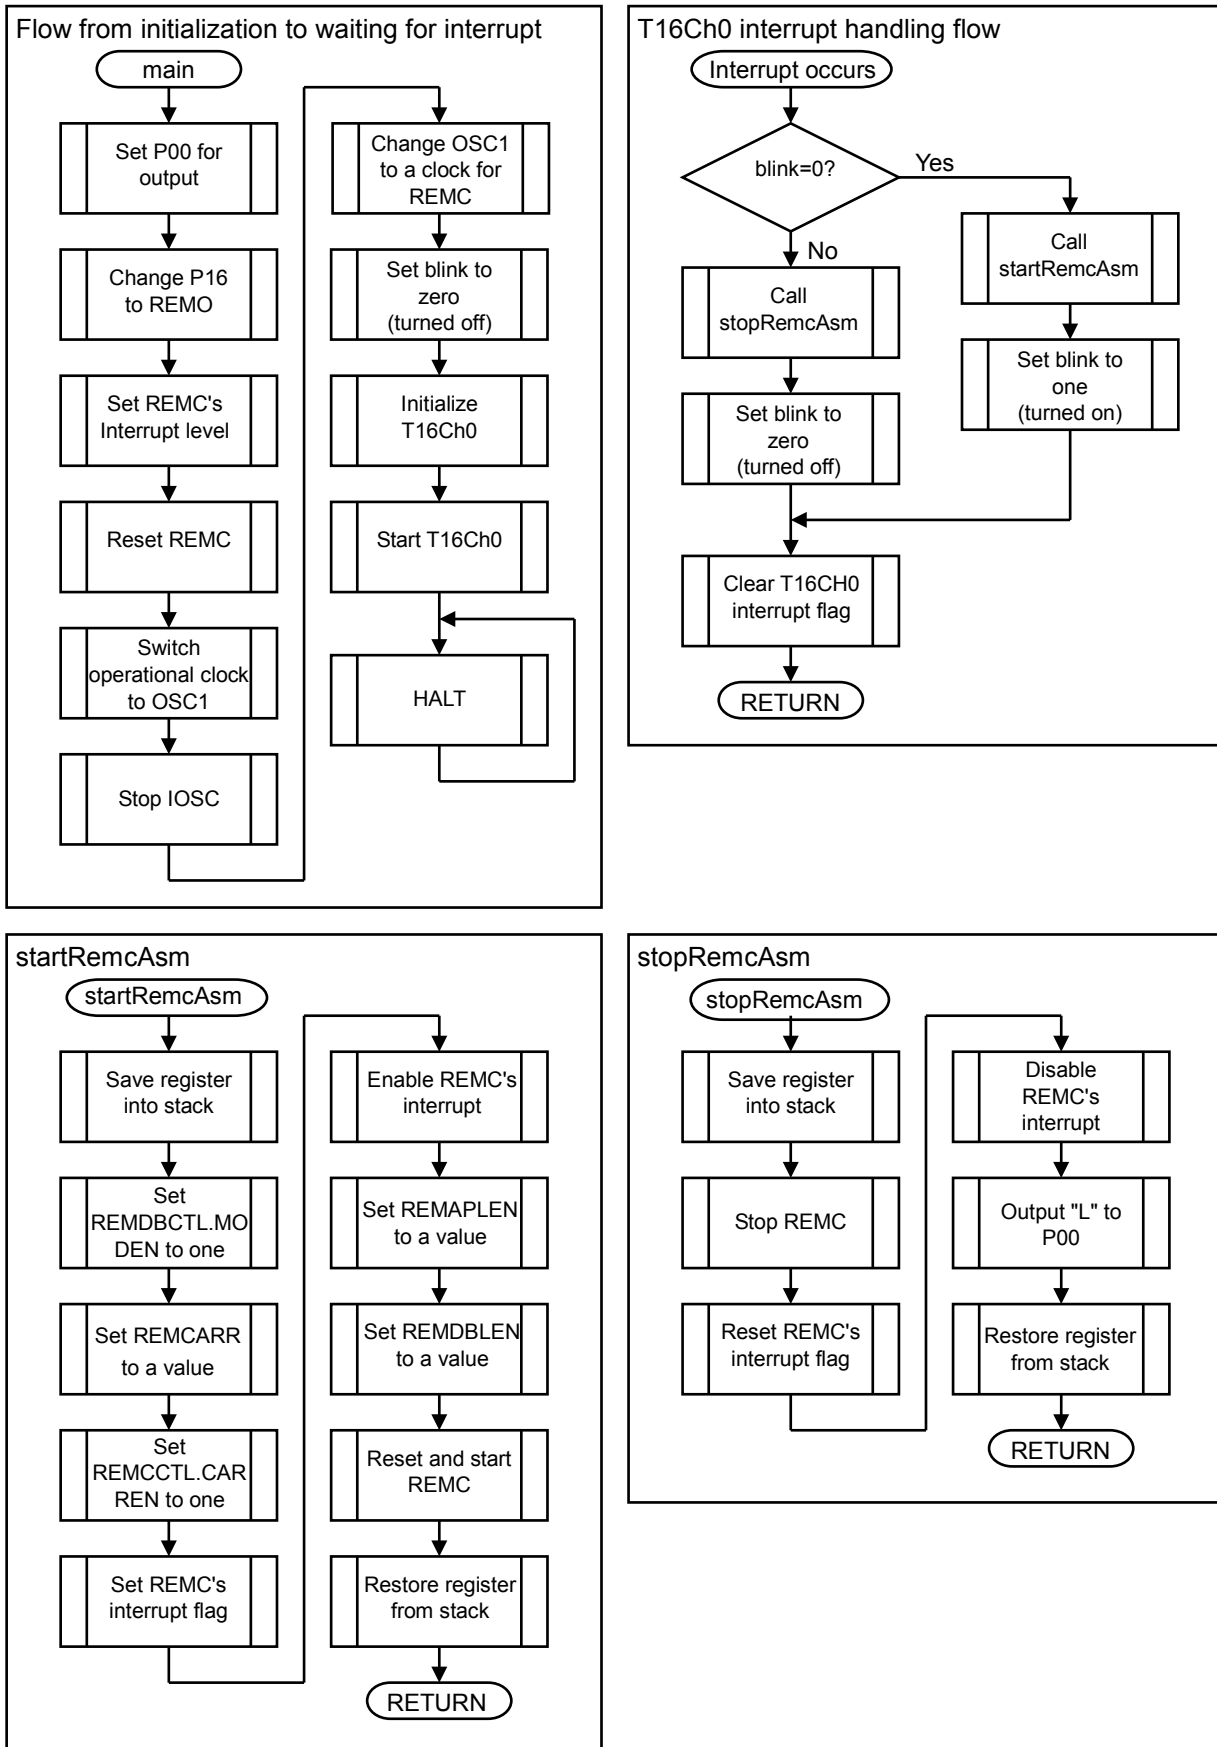 Flow from initialization to waiting for interrupt
main
Set P00 for
output
Change P16
to REMO
Set REMC's
Interrupt level
Reset REMC
Switch
operational clock
to OSC1
Stop IOSC
Change OSC1
to a clock for
REMC
Set blink to
zero
(turned off)
Initialize
T16Ch0
Start T16Ch0
HALT
T16Ch0 interrupt handling flow
Interrupt occurs
blink=0?
Yes
No
Call
stopRemcAsm
Set blink to
zero
(turned off)
Call
startRemcAsm
Set blink to
one
(turned on)
Clear T16CH0
interrupt flag
RETURN
startRemcAsm
startRemcAsm
Save register
into stack
Set
REMDBCTL.MO
DEN to one
Set REMCARR
to a value
Set
REMCCTL.CAR
REN to one
Set REMC's
interrupt flag
Enable REMC's
interrupt
Set REMAPLEN
to a value
Set REMDBLEN
to a value
Reset and start
REMC
Restore register
from stack
RETURN
stopRemcAsm
stopRemcAsm
Save register
into stack
Stop REMC
Reset REMC's
interrupt flag
Disable
REMC's
interrupt
Output "L" to
P00
Restore register
from stack
RETURN